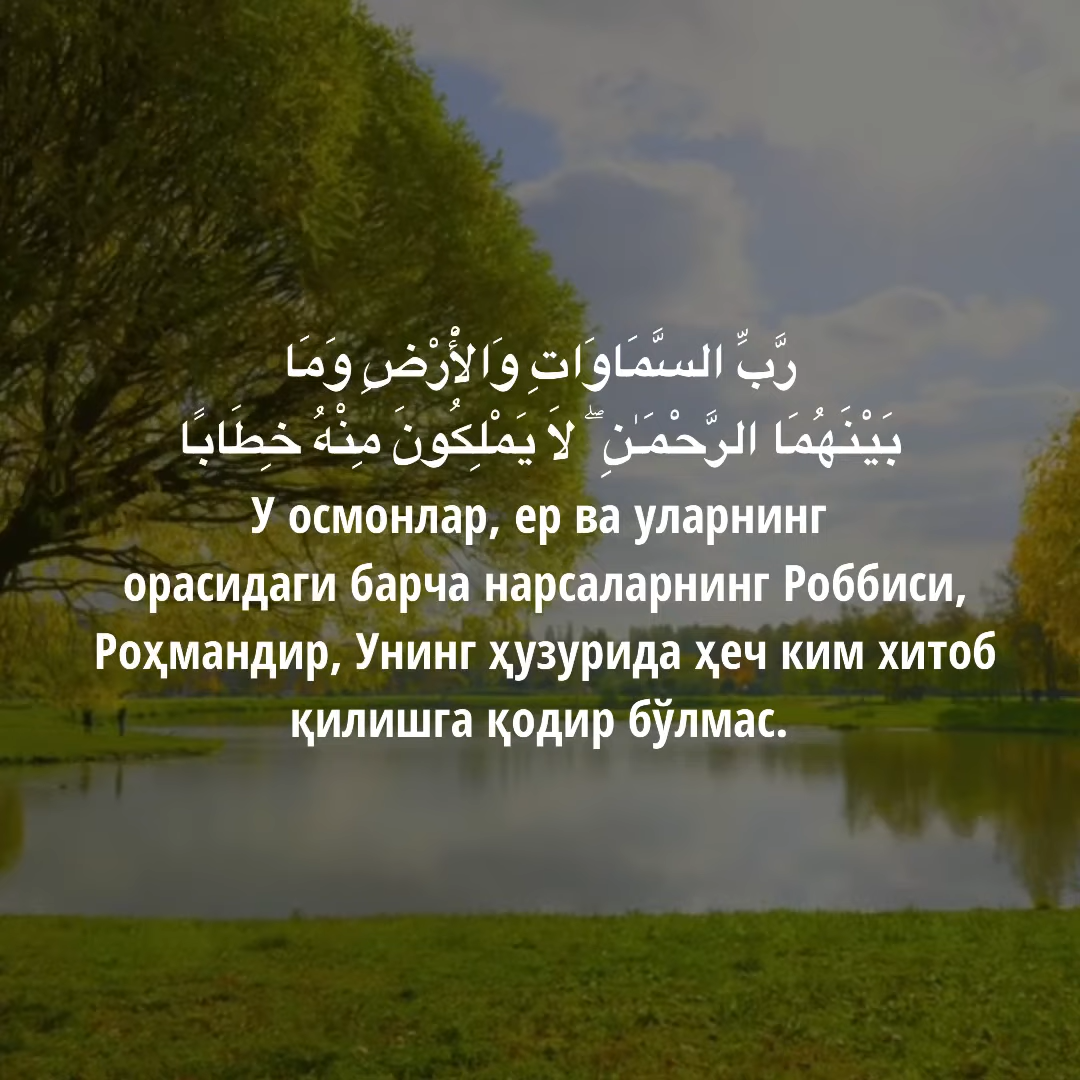 رَّبِّ السَّمَاوَاتِ وَالْأَرْضِ وَمَا
بَيْنَهُمَا الرَّحْمَـٰنِ ۖ لَا يَمْلِكُونَ مِنْهُ خِطَابًا
У осмонлар, ер ва уларнинг
орасидаги барча нарсаларнинг Роббиси,
Роҳмандир, Унинг ҳузурида ҳеч ким хитоб
қилишга қодир бўлмас.